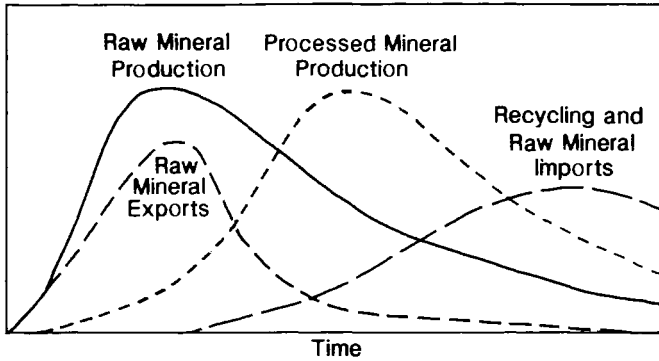 Raw Mineral
Production
Processed Mineral
Production
Recycling and
Raw Mineral
Imports
Raw
Mineral
Exports
Time